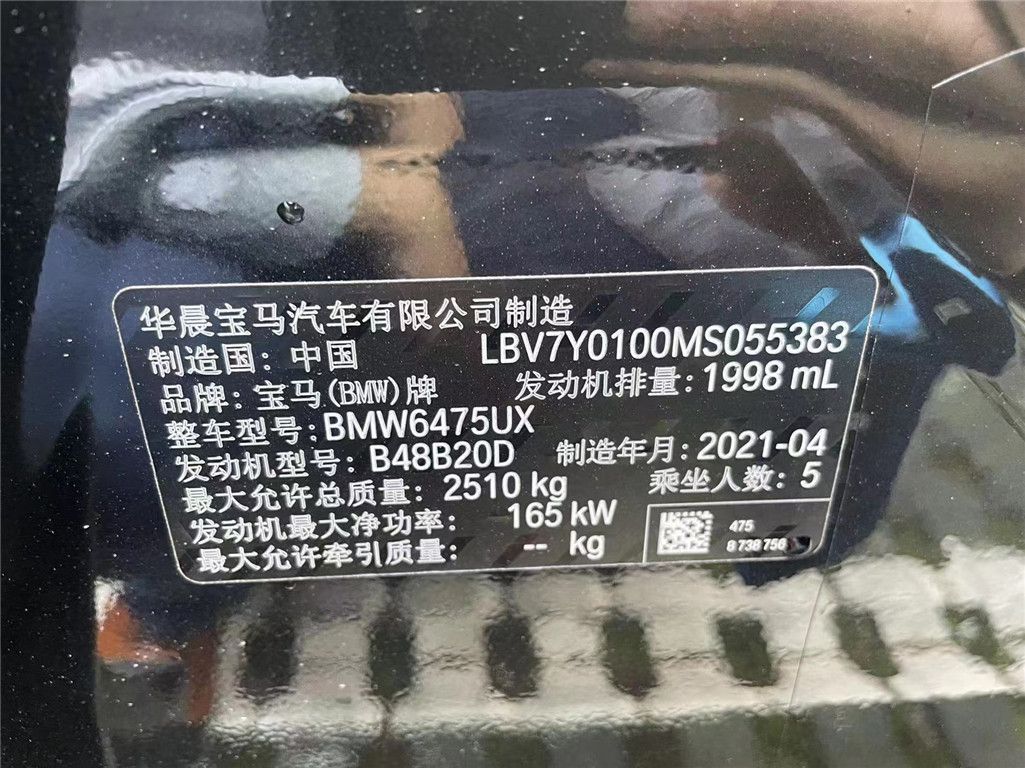 华晨宝马汽车有限公司制造
制造国：中国 LBV7Y0100MS055383
品牌：宝马(BMW)牌 发动机排量：1998 mL
整车型号：BMW6475UX
发动机型号：B48B20D 制造年月：2021-04
最大允许总质量：2510 kg 乘坐人数：5
发动机最大净功率：165 kW
最大允许牵引质量：-- kg
475
8 738 756